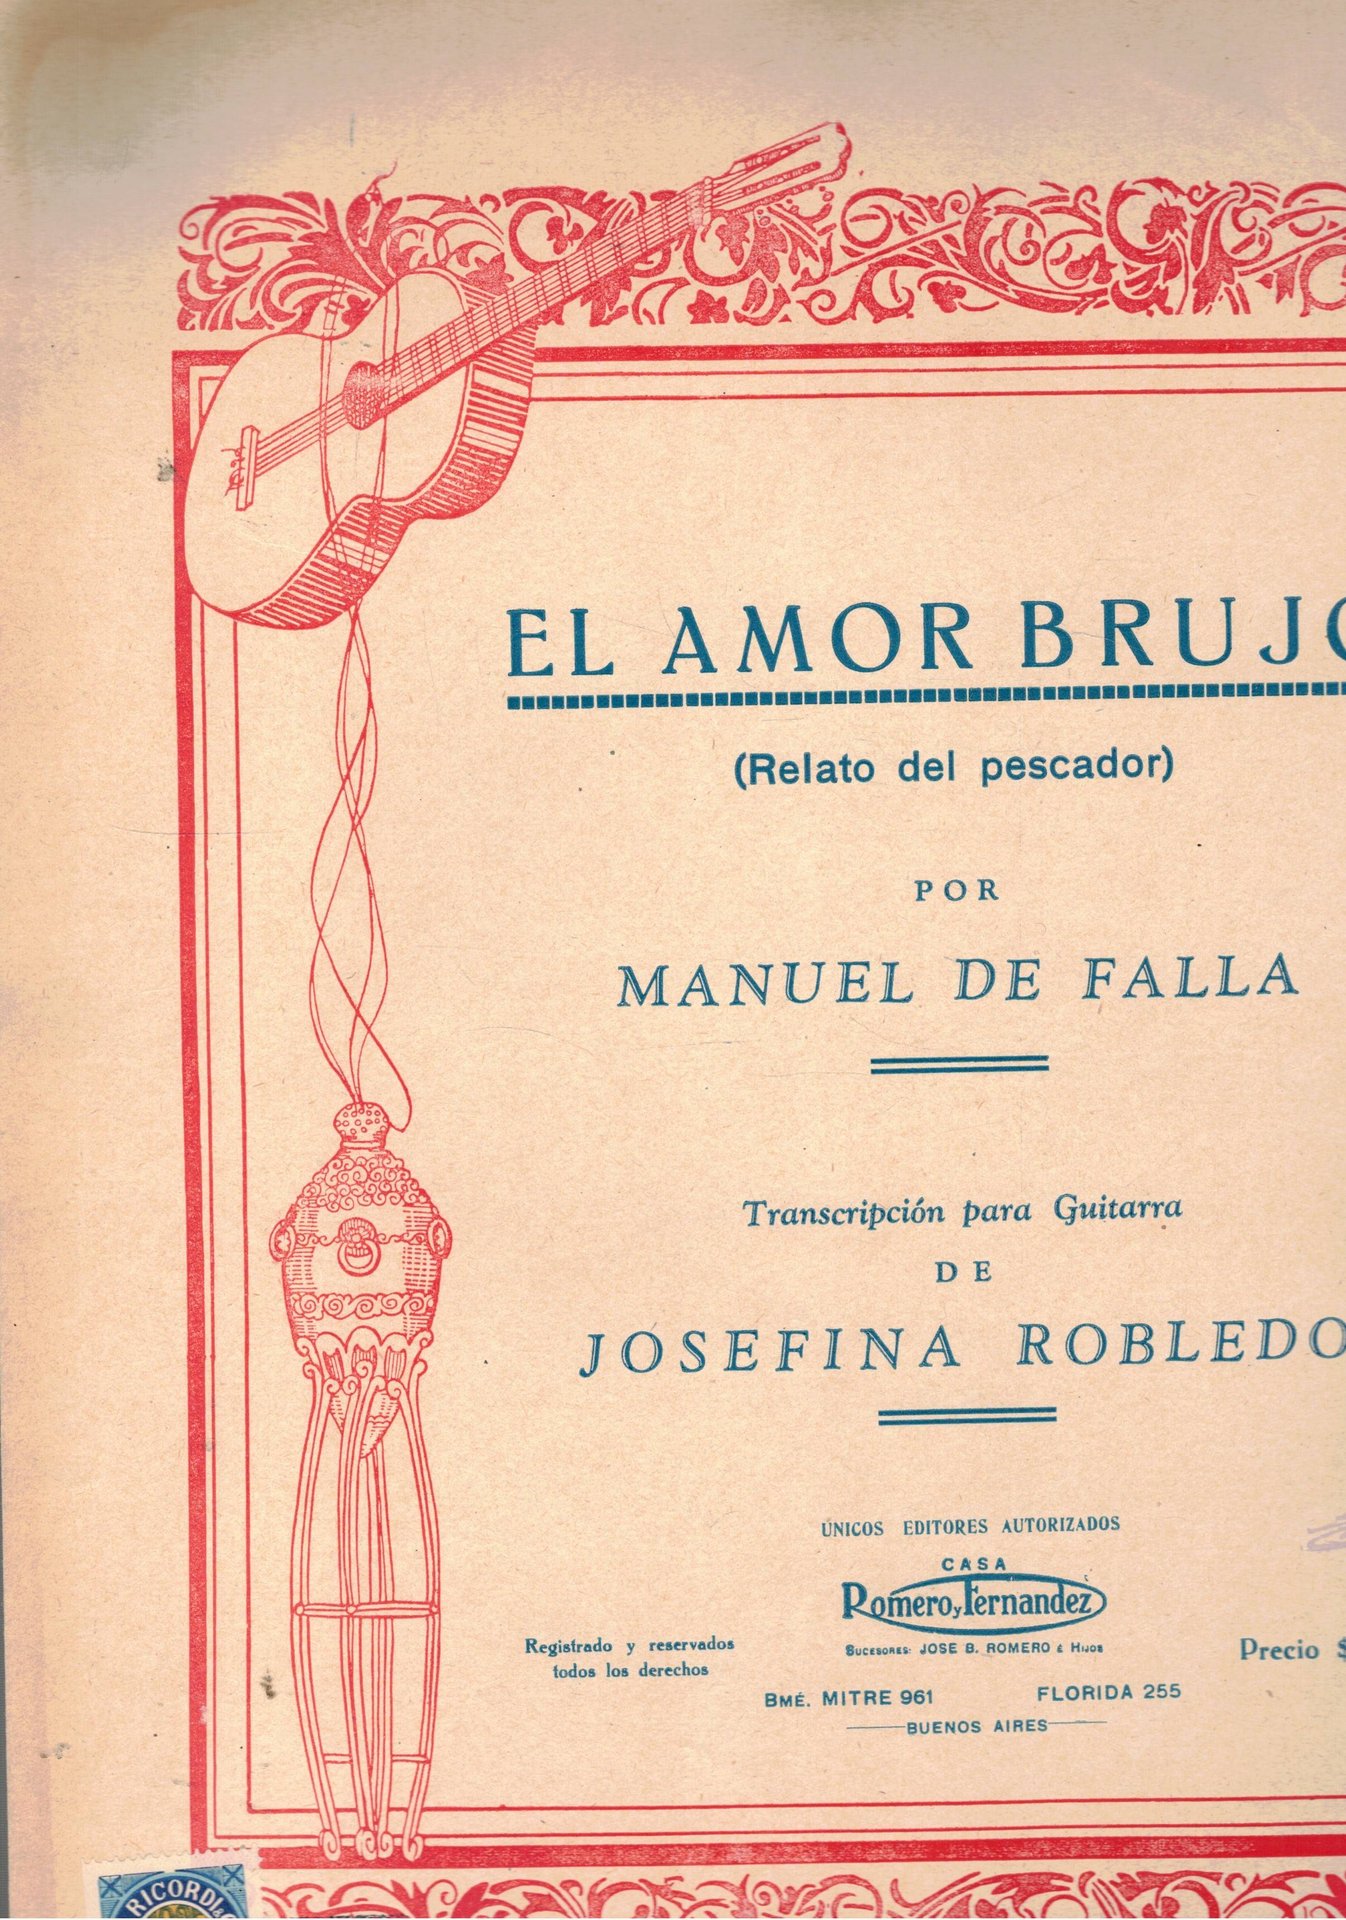 EL AMOR BRUJO
(Relato del pescador)
POR
MANUEL DE FALLA
Transcripción para Guitarra
DE
JOSEFINA ROBLEDO
ÚNICOS EDITORES AUTORIZADOS
CASA
Romero y Fernandez
SUCESORES: JOSE B. ROMERO é HIJOS
Registrado y reservados
todos los derechos
Precio $
BMÉ. MITRE 961 FLORIDA 255
BUENOS AIRES
RICORDI &